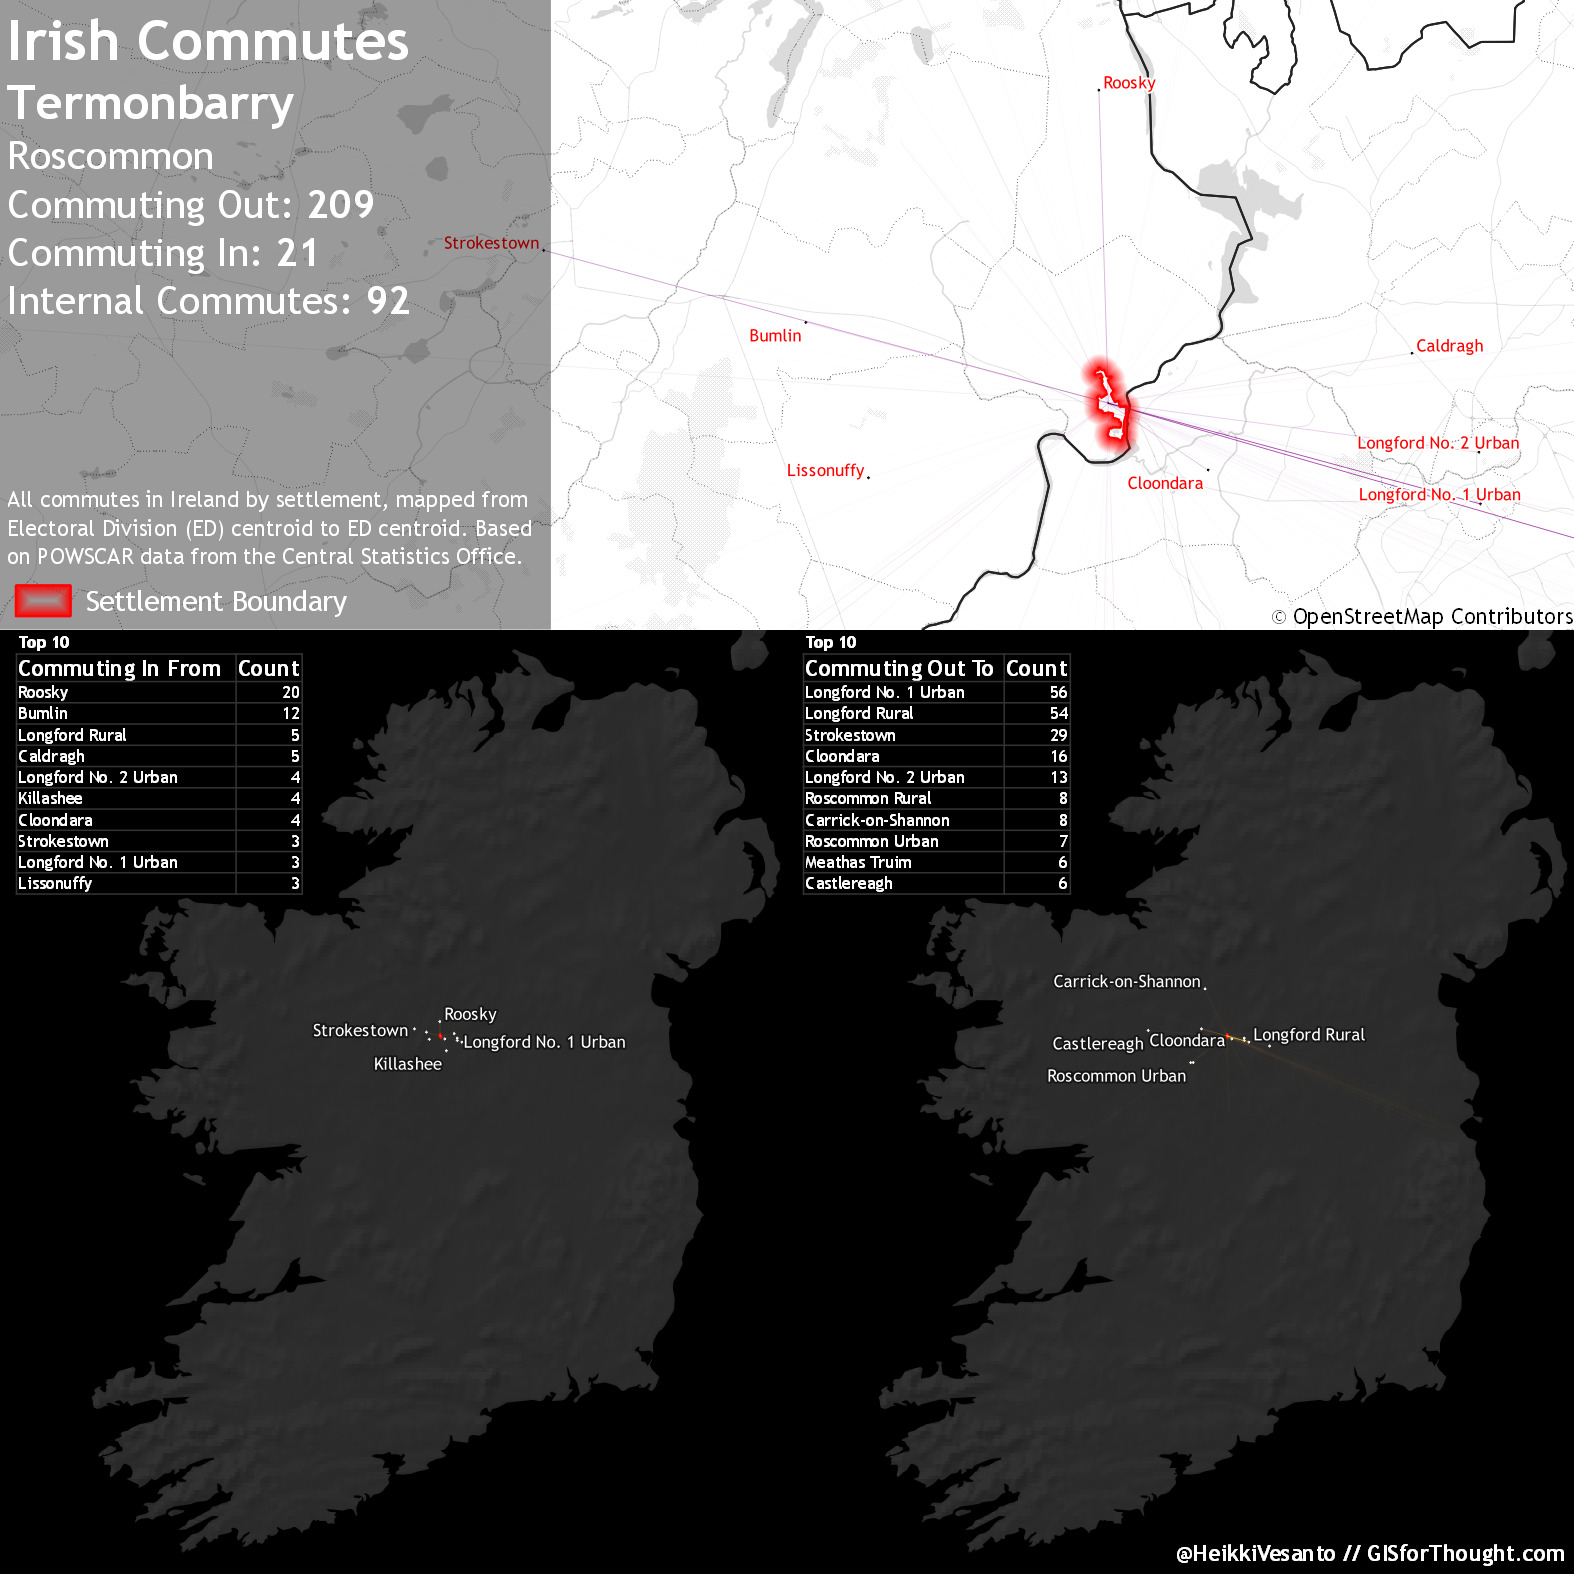 Irish Commutes
Termonbarry
Roscommon
Commuting Out: 209
Commuting In: 21
Internal Commutes: 92
All commutes in Ireland by settlement, mapped from
Electoral Division (ED) centroid to ED centroid. Based
on POWSCAR data from the Central Statistics Office.
Settlement Boundary
Roosky
Strokestown
Bumlin
Caldragh
Longford No. 2 Urban
Lissonuffy
Cloondara
Longford No. 1 Urban
© OpenStreetMap Contributors
Top 10
Commuting In From Count
Roosky 20
Bumlin 12
Longford Rural 5
Caldragh 5
Longford No. 2 Urban 4
Killashee 4
Cloondara 4
Strokestown 3
Longford No. 1 Urban 3
Lissonuffy 3
Roosky
Strokestown
Longford No. 1 Urban
Killashee
Top 10
Commuting Out To Count
Longford No. 1 Urban 56
Longford Rural 54
Strokestown 29
Cloondara 16
Longford No. 2 Urban 13
Roscommon Rural 8
Carrick-on-Shannon 8
Roscommon Urban 7
Meathas Truim 6
Castlereagh 6
Carrick-on-Shannon
Longford Rural
Castlereagh
Cloondara
Roscommon Urban
@HeikkiVesanto // GISforThought.com